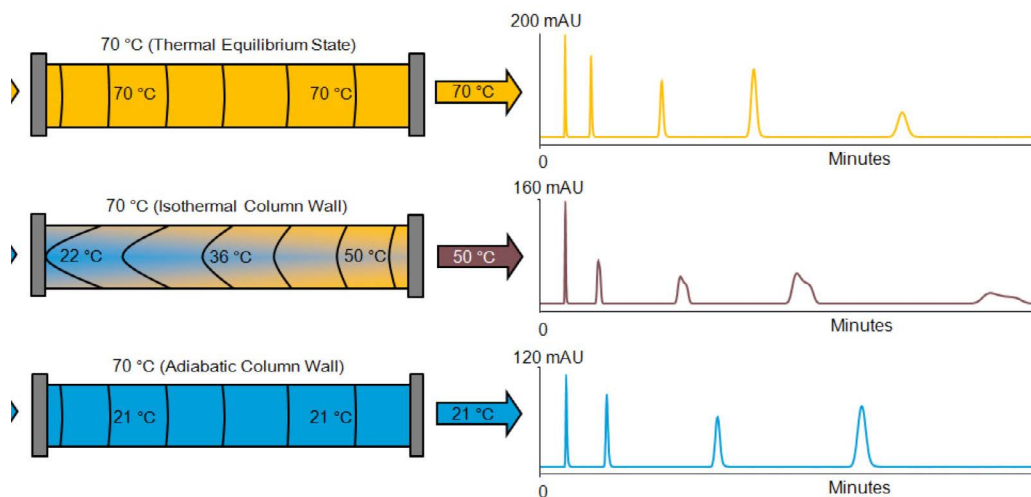 70 °C (Thermal Equilibrium State)
70 °C
70 °C
70 °C
200 mAU
0
Minutes
70 °C (Isothermal Column Wall)
22 °C
36 °C
50 °C
50 °C
160 mAU
0
Minutes
70 °C (Adiabatic Column Wall)
21 °C
21 °C
21 °C
120 mAU
0
Minutes